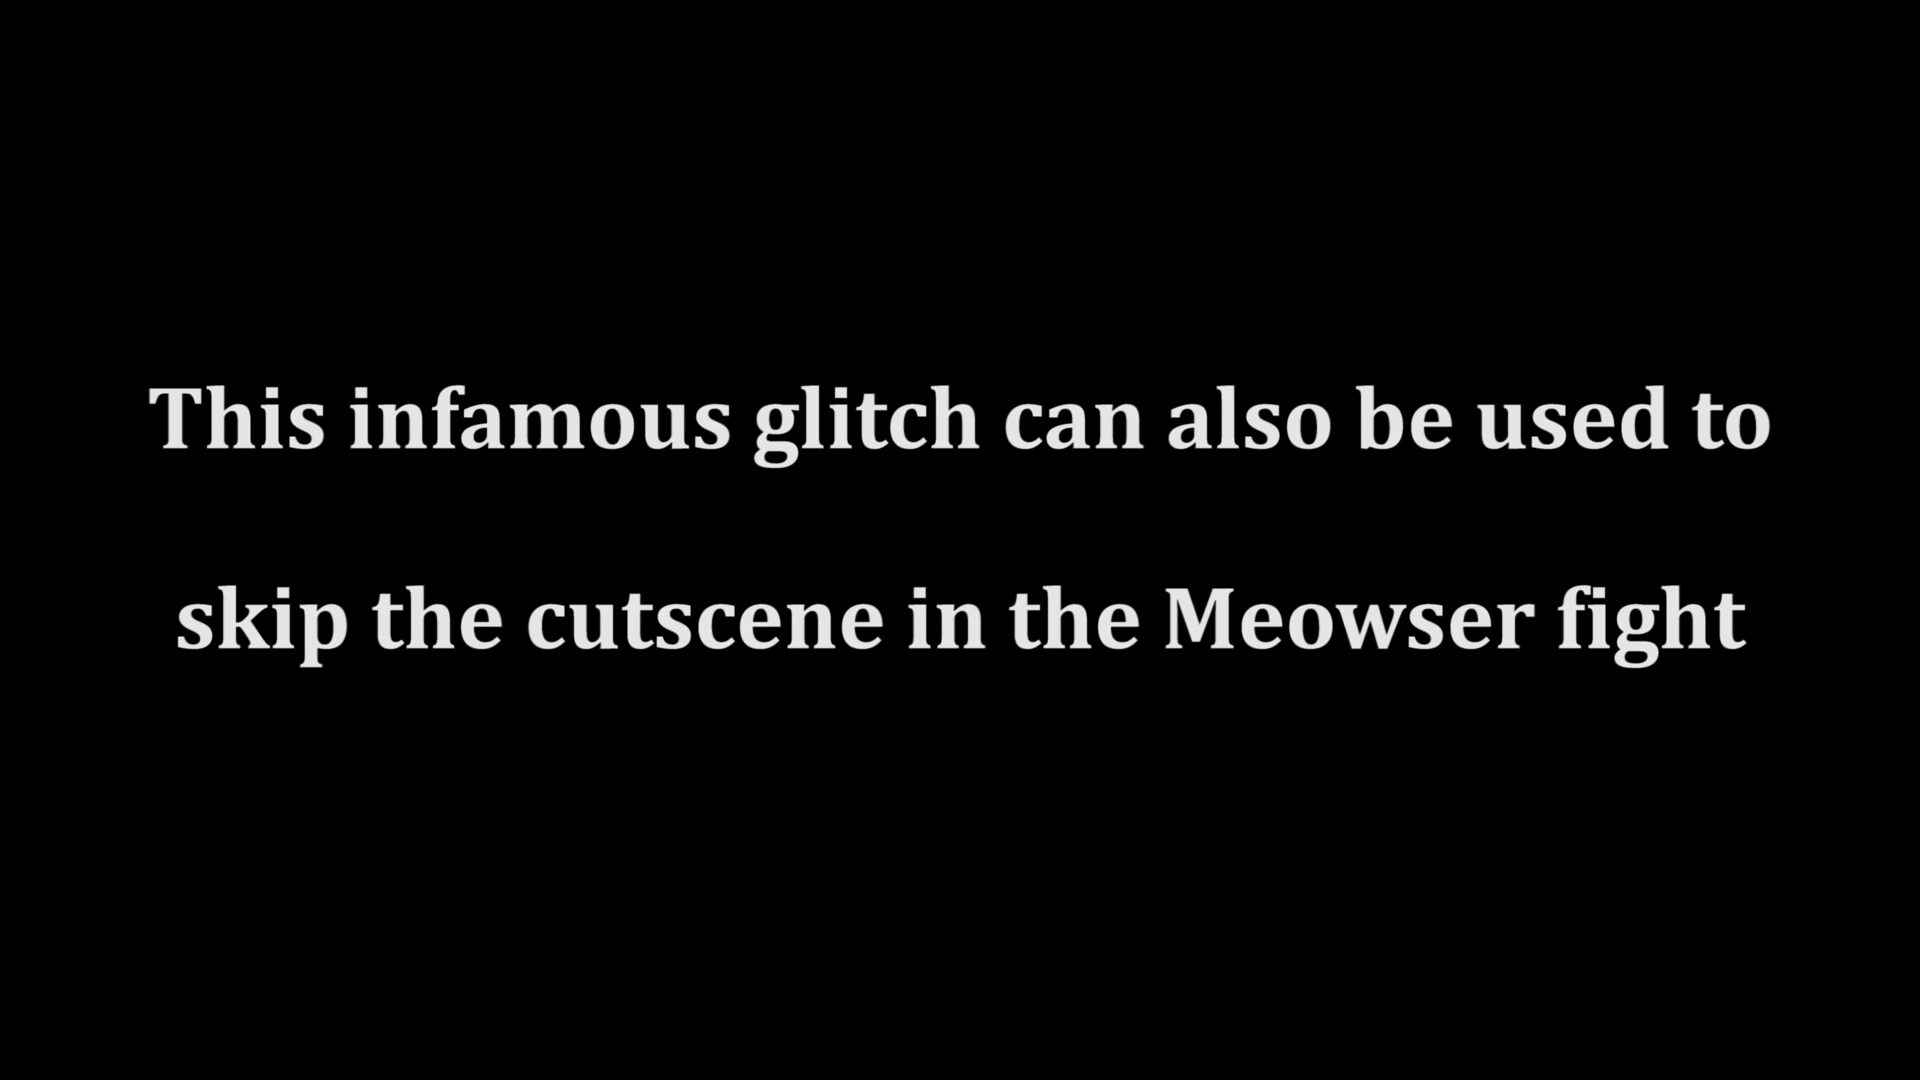 This infamous glitch can also be used to
skip the cutscene in the Meowser fight